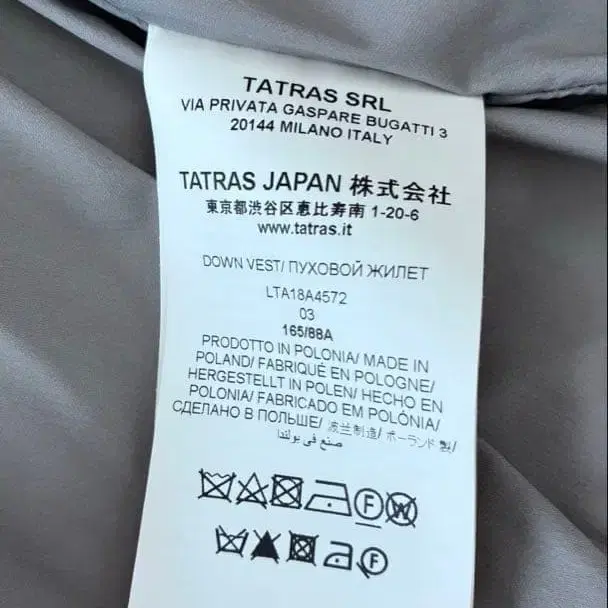 TATRAS SRL
VIA PRIVATA GASPARE BUGATTI 3
20144 MILANO ITALY
TATRAS JAPAN 株式会社
東京都渋谷区恵比寿南 1-20-6
www.tatras.it
DOWN VEST/ ПУХОВОЙ ЖИЛЕТ
LTA18A4572
03
165/88A
PRODOTTO IN POLONIA/ MADE IN
POLAND/ FABRIQUÉ EN POLOGNE/
HERGESTELLT IN POLEN/ HECHO EN
POLONIA/ FABRICADO EM POLÓNIA/
СДЕЛАНО В ПОЛЬШЕ/ 波兰制造/ ポーランド 製/
صنع في بولندا
F W
F